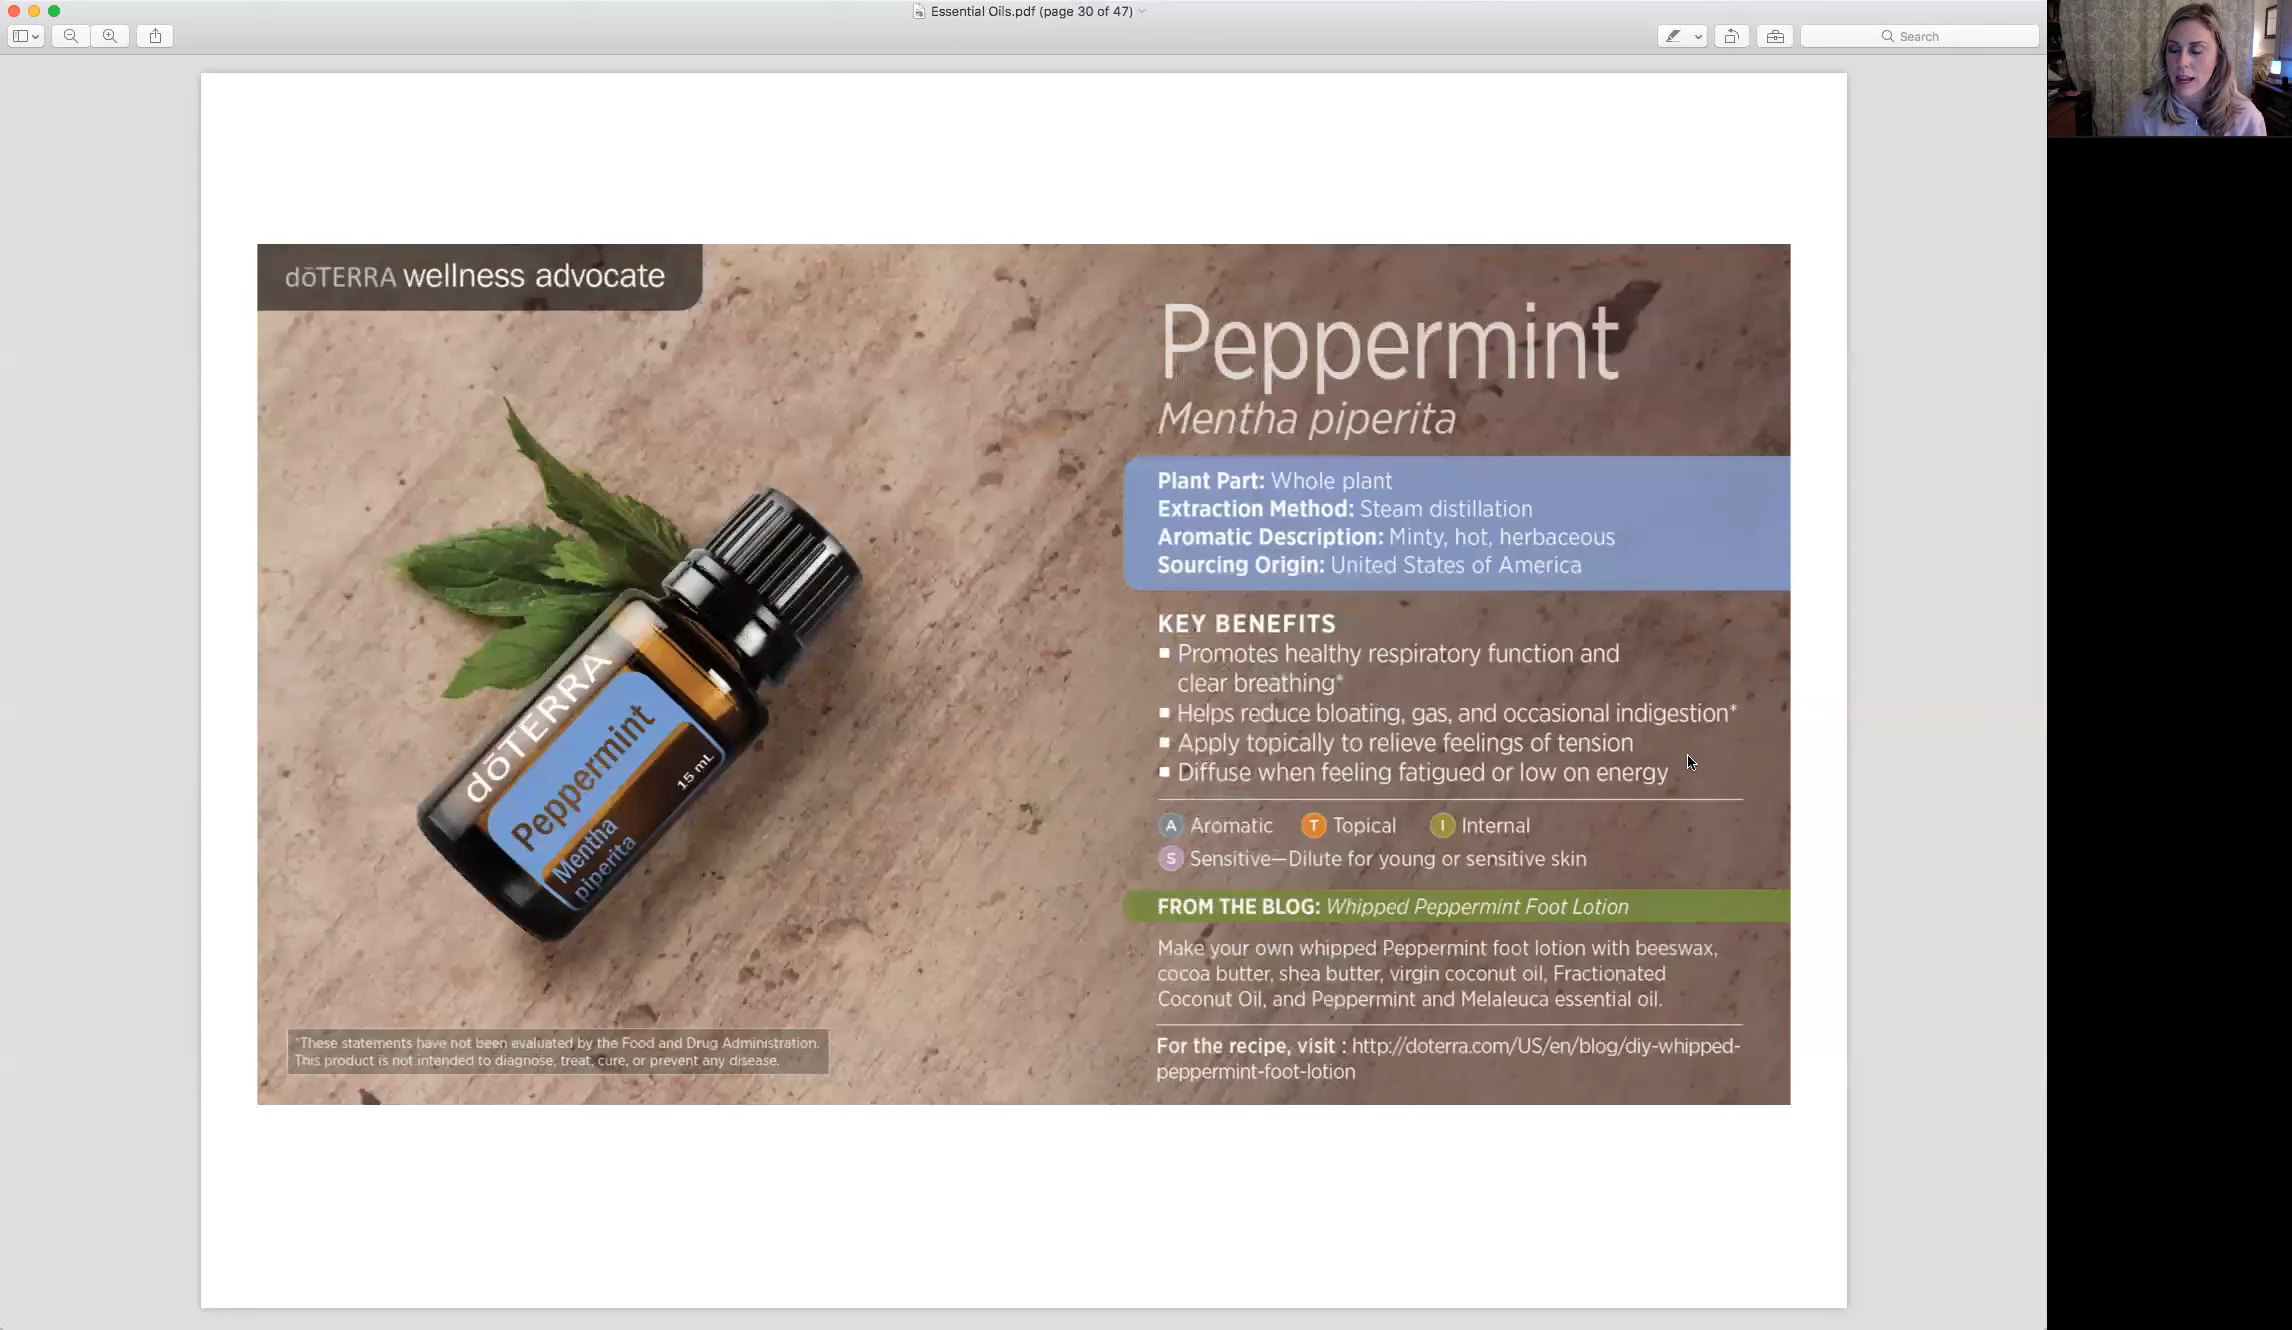 Essential Oils.pdf (page 30 of 47)
Search
dōTERRA wellness advocate
Peppermint
Mentha piperita
Plant Part: Whole plant
Extraction Method: Steam distillation
Aromatic Description: Minty, hot, herbaceous
Sourcing Origin: United States of America
KEY BENEFITS
▪ Promotes healthy respiratory function and
clear breathing*
▪ Helps reduce bloating, gas, and occasional indigestion*
▪ Apply topically to relieve feelings of tension
▪ Diffuse when feeling fatigued or low on energy
A Aromatic T Topical I Internal
S Sensitive—Dilute for young or sensitive skin
FROM THE BLOG: Whipped Peppermint Foot Lotion
Make your own whipped Peppermint foot lotion with beeswax,
cocoa butter, shea butter, virgin coconut oil, Fractionated
Coconut Oil, and Peppermint and Melaleuca essential oil.
For the recipe, visit : http://doterra.com/US/en/blog/diy-whipped-
peppermint-foot-lotion
dōTERRA
Peppermint
Mentha
piperita
15 mL
*These statements have not been evaluated by the Food and Drug Administration.
This product is not intended to diagnose, treat, cure, or prevent any disease.